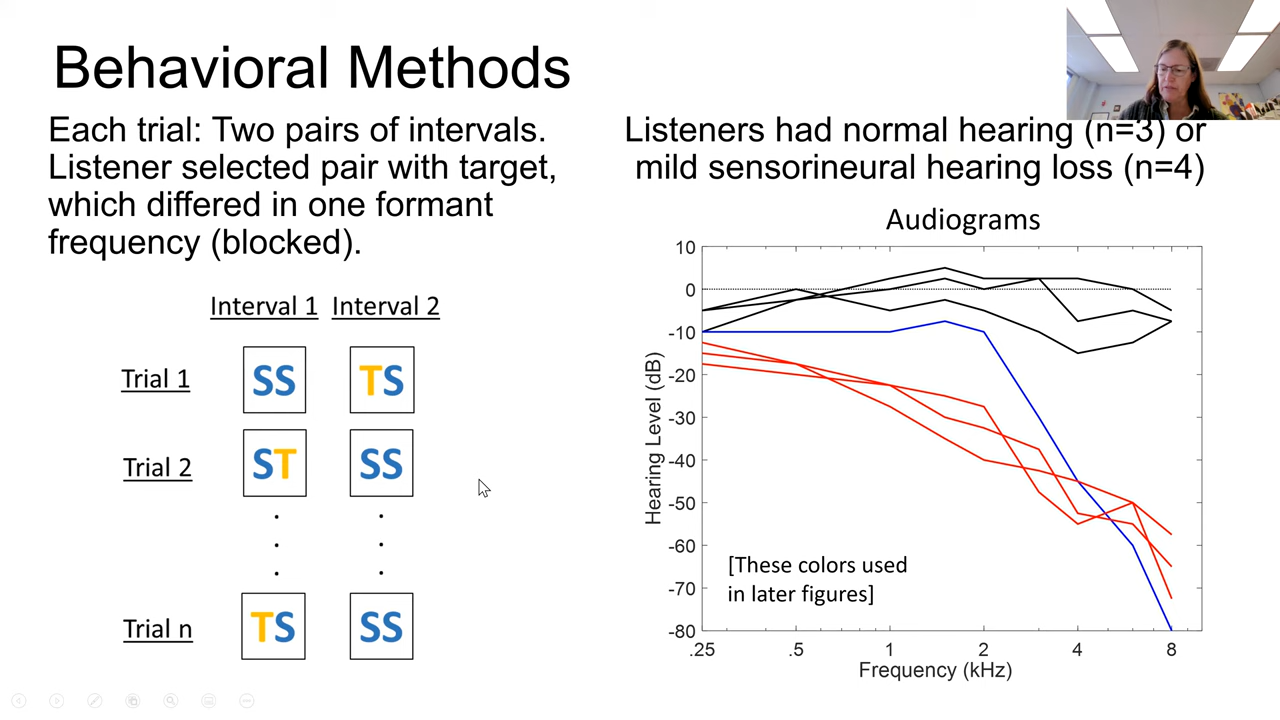 Behavioral Methods
Each trial: Two pairs of intervals.
Listener selected pair with target,
which differed in one formant
frequency (blocked).
Interval 1 Interval 2
Trial 1 SS TS
Trial 2 ST SS
Trial n TS SS
Listeners had normal hearing (n=3) or
mild sensorineural hearing loss (n=4)
Audiograms
Hearing Level (dB)
10
0
-10
-20
-30
-40
-50
-60
-70
-80
[These colors used
in later figures]
.25 .5 1 2 4 8
Frequency (kHz)